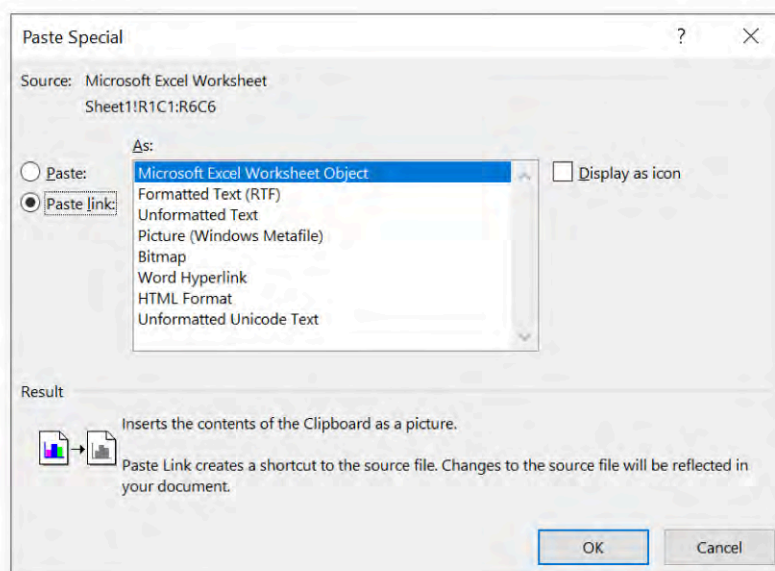 Paste Special
?
Source: Microsoft Excel Worksheet
Sheet1!R1C1:R6C6
As:
Paste:
Paste link:
Microsoft Excel Worksheet Object
Formatted Text (RTF)
Unformatted Text
Picture (Windows Metafile)
Bitmap
Word Hyperlink
HTML Format
Unformatted Unicode Text
Display as icon
Result
Inserts the contents of the Clipboard as a picture.
Paste Link creates a shortcut to the source file. Changes to the source file will be reflected in
your document.
OK
Cancel